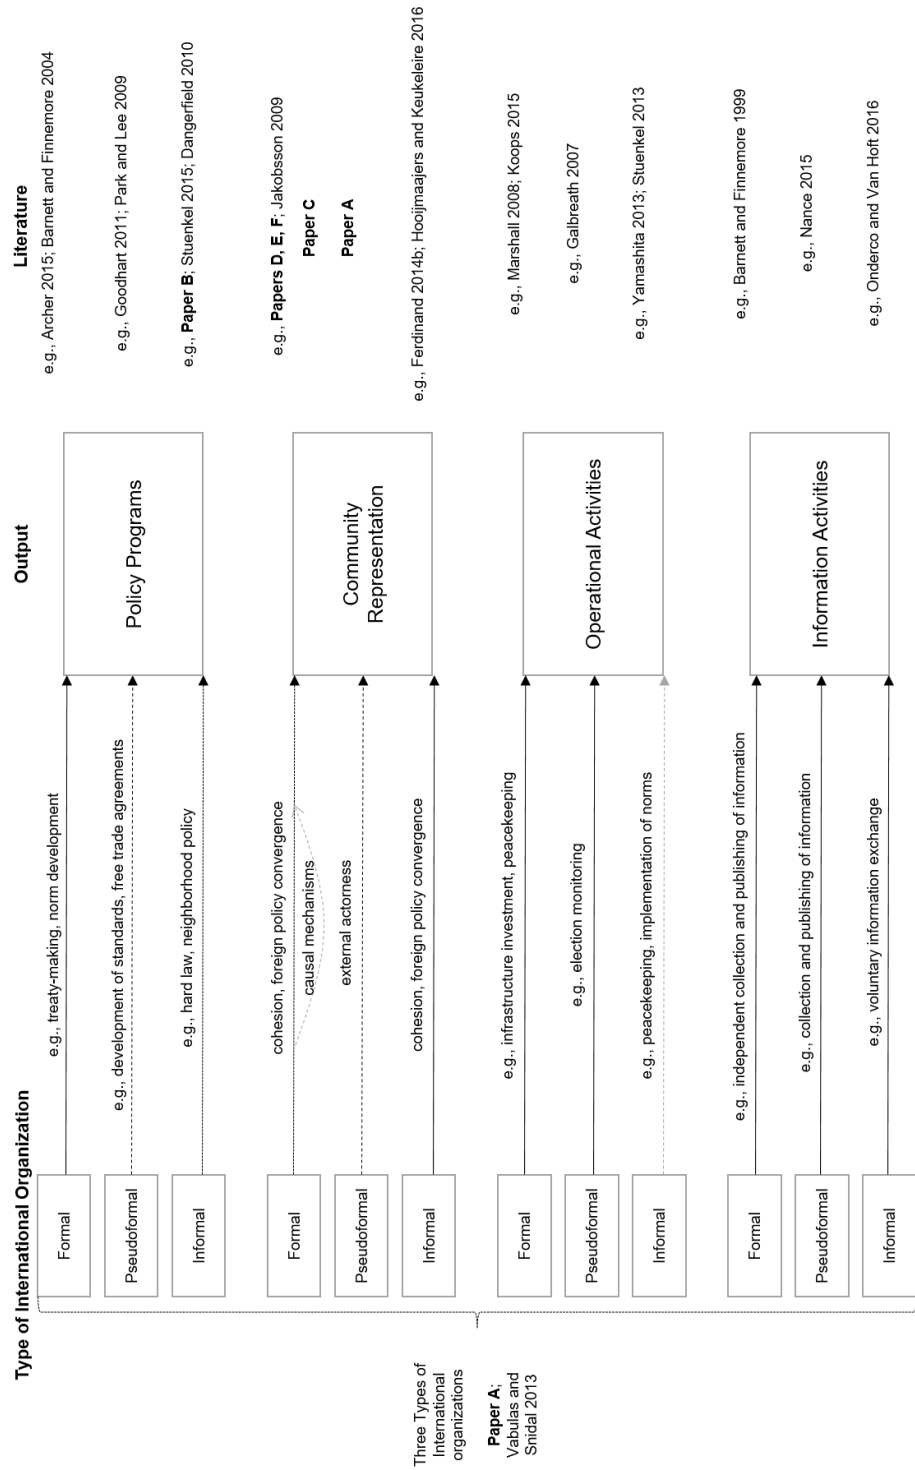 Type of International Organization
Output
Literature
Three Types of
International
organizations
Paper A;
Vabulas and
Snidal 2013
Formal
e.g., treaty-making, norm development
Policy Programs
e.g., Archer 2015; Barnett and Finnemore 2004
Pseudoformal
e.g., development of standards, free trade agreements
e.g., Goodhart 2011; Park and Lee 2009
Informal
e.g., hard law, neighborhood policy
e.g., Paper B; Stuenkel 2015; Dangerfield 2010
Formal
cohesion, foreign policy convergence
causal mechanisms
Community
Representation
e.g., Papers D, E, F; Jakobsson 2009
Paper C
Pseudoformal
external actorness
Paper A
Informal
cohesion, foreign policy convergence
e.g., Ferdinand 2014b; Hooijmaajers and Keukeleire 2016
Formal
e.g., infrastructure investment, peacekeeping
Operational Activities
e.g., Marshall 2008; Koops 2015
Pseudoformal
e.g., election monitoring
e.g., Galbreath 2007
Informal
e.g., peacekeeping, implementation of norms
e.g., Yamashita 2013; Stuenkel 2013
Formal
e.g., independent collection and publishing of information
Information Activities
e.g., Barnett and Finnemore 1999
Pseudoformal
e.g., collection and publishing of information
e.g., Nance 2015
Informal
e.g., voluntary information exchange
e.g., Onderco and Van Hoft 2016